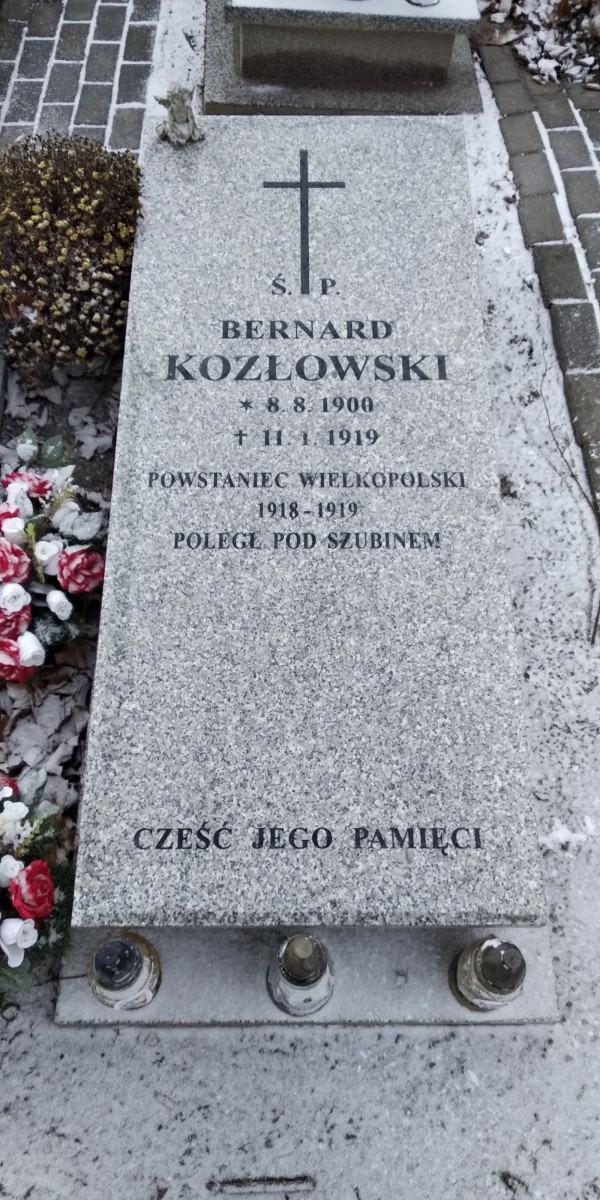 Ś. P.
BERNARD
KOZŁOWSKI
✶ 8. 8. 1900
✝ 11. 1. 1919
POWSTANIEC WIELKOPOLSKI
1918 - 1919
POLEGŁ POD SZUBINEM
CZEŚĆ JEGO PAMIĘCI